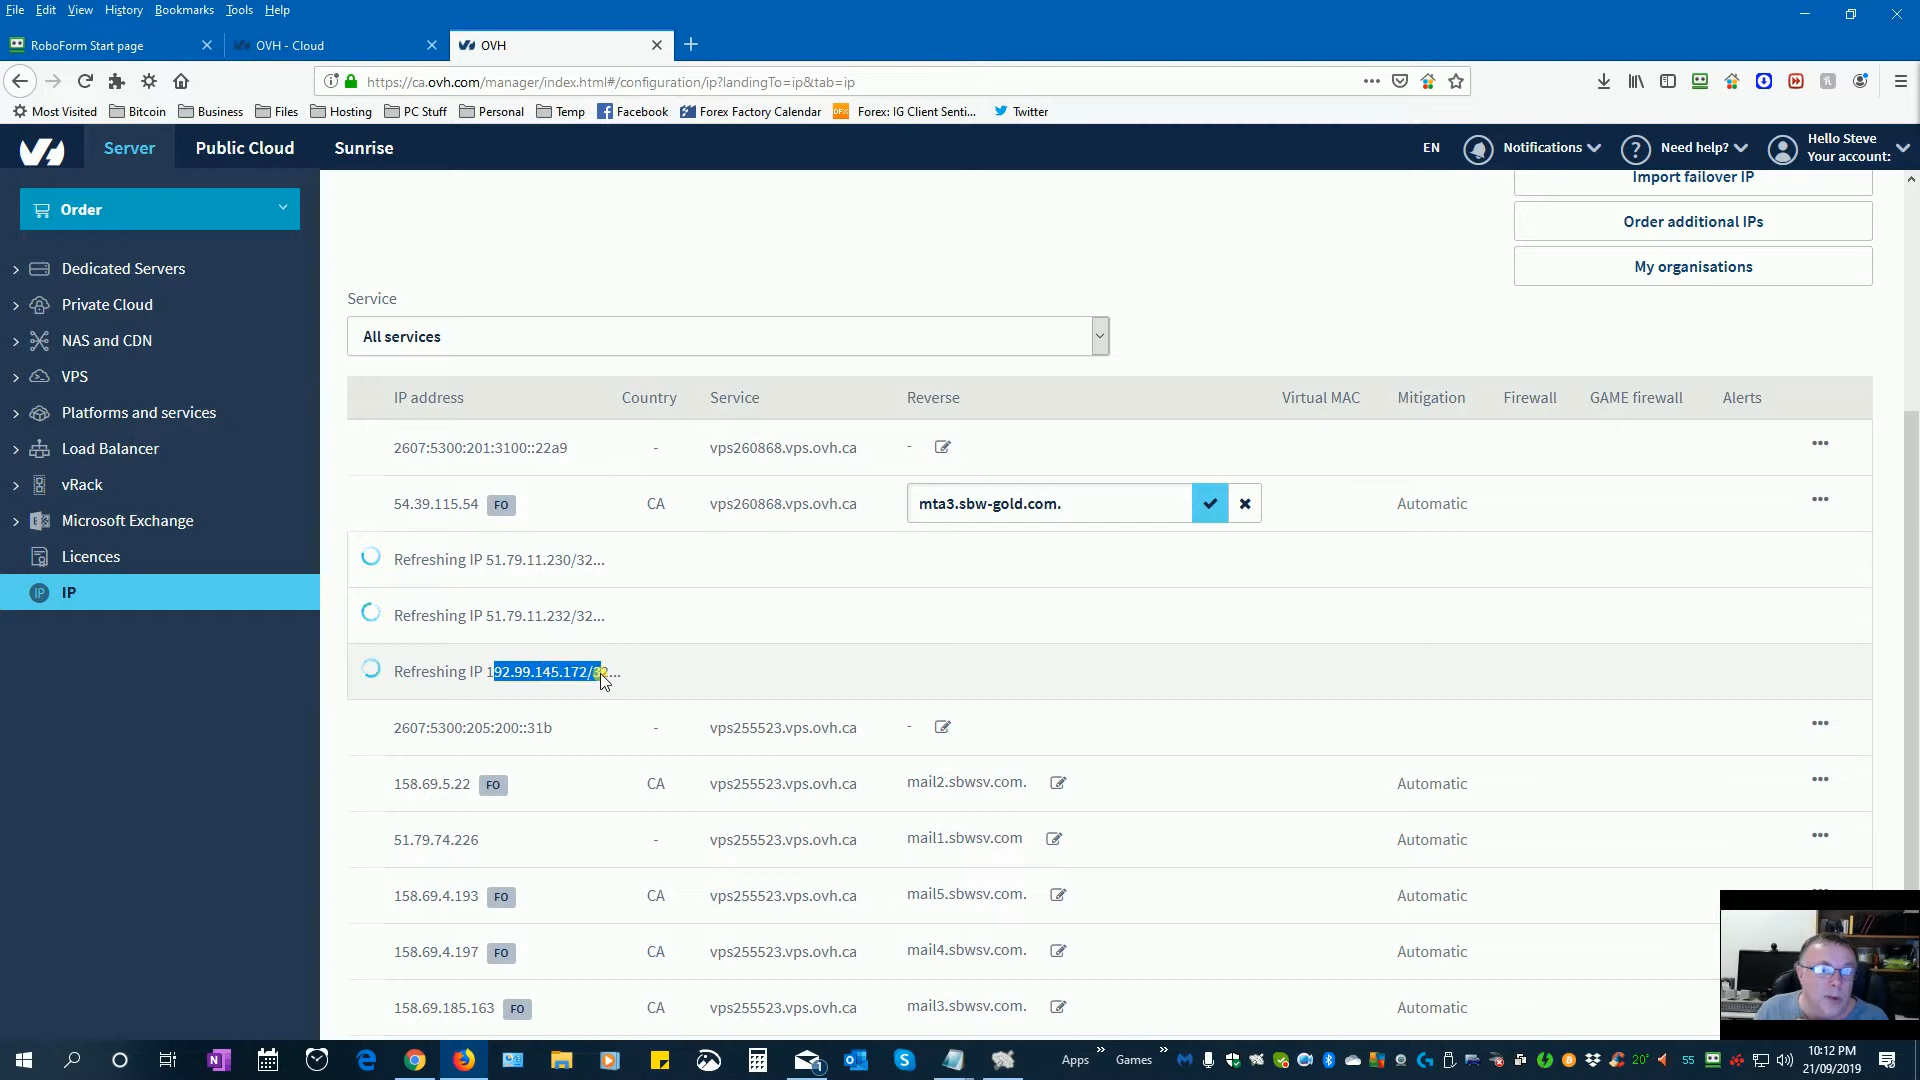 File Edit View History Bookmarks Tools Help
RoboForm Start page
OVH - Cloud
OVH
https://ca.ovh.com/manager/index.html#/configuration/ip?landingTo=ip&tab=ip
Most Visited Bitcoin Business Files Hosting PC Stuff Personal Temp Facebook Forex Factory Calendar Forex: IG Client Senti... Twitter
Server Public Cloud Sunrise
EN Notifications Need help? Hello Steve
Your account:
Order
Dedicated Servers
Private Cloud
NAS and CDN
VPS
Platforms and services
Load Balancer
vRack
Microsoft Exchange
Licences
IP IP
Import failover IP
Order additional IPs
My organisations
Service
All services
IP address Country Service Reverse Virtual MAC Mitigation Firewall GAME firewall Alerts
2607:5300:201:3100::22a9 - vps260868.vps.ovh.ca - ...
54.39.115.54 FO CA vps260868.vps.ovh.ca mta3.sbw-gold.com. Automatic ...
Refreshing IP 51.79.11.230/32...
Refreshing IP 51.79.11.232/32...
Refreshing IP 192.99.145.172/32...
2607:5300:205:200::31b - vps255523.vps.ovh.ca - ...
158.69.5.22 FO CA vps255523.vps.ovh.ca mail2.sbwsv.com. Automatic ...
51.79.74.226 - vps255523.vps.ovh.ca mail1.sbwsv.com Automatic ...
158.69.4.193 FO CA vps255523.vps.ovh.ca mail5.sbwsv.com. Automatic
158.69.4.197 FO CA vps255523.vps.ovh.ca mail4.sbwsv.com. Automatic
158.69.185.163 FO CA vps255523.vps.ovh.ca mail3.sbwsv.com. Automatic
Apps » Games » 20° 55 10:12 PM
21/09/2019